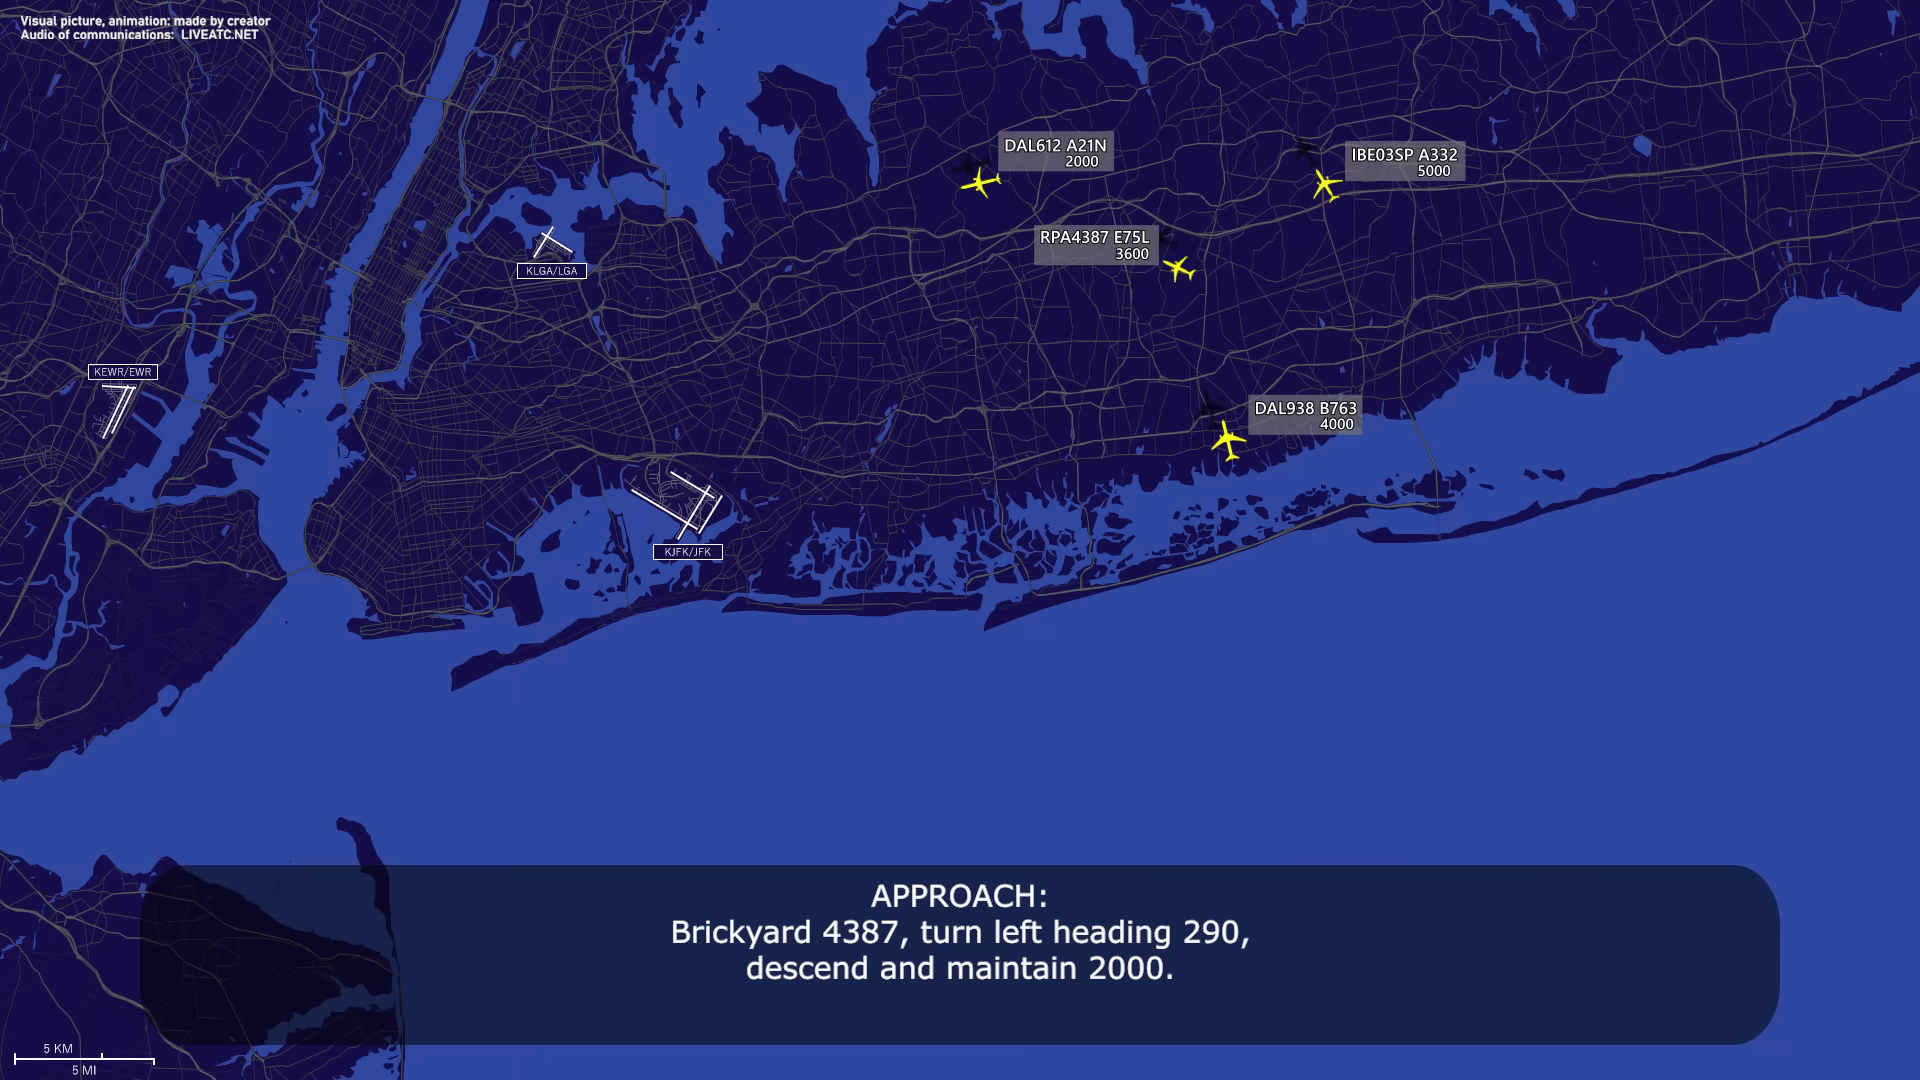 Visual picture, animation: made by creator
Audio of communications: LIVEATC.NET
DAL612 A21N
2000
IBE03SP A332
5000
RPA4387 E75L
3600
KLGA/LGA
KEWR/EWR
DAL938 B763
4000
KJFK/JFK
APPROACH:
Brickyard 4387, turn left heading 290,
descend and maintain 2000.
5 KM
5 MI